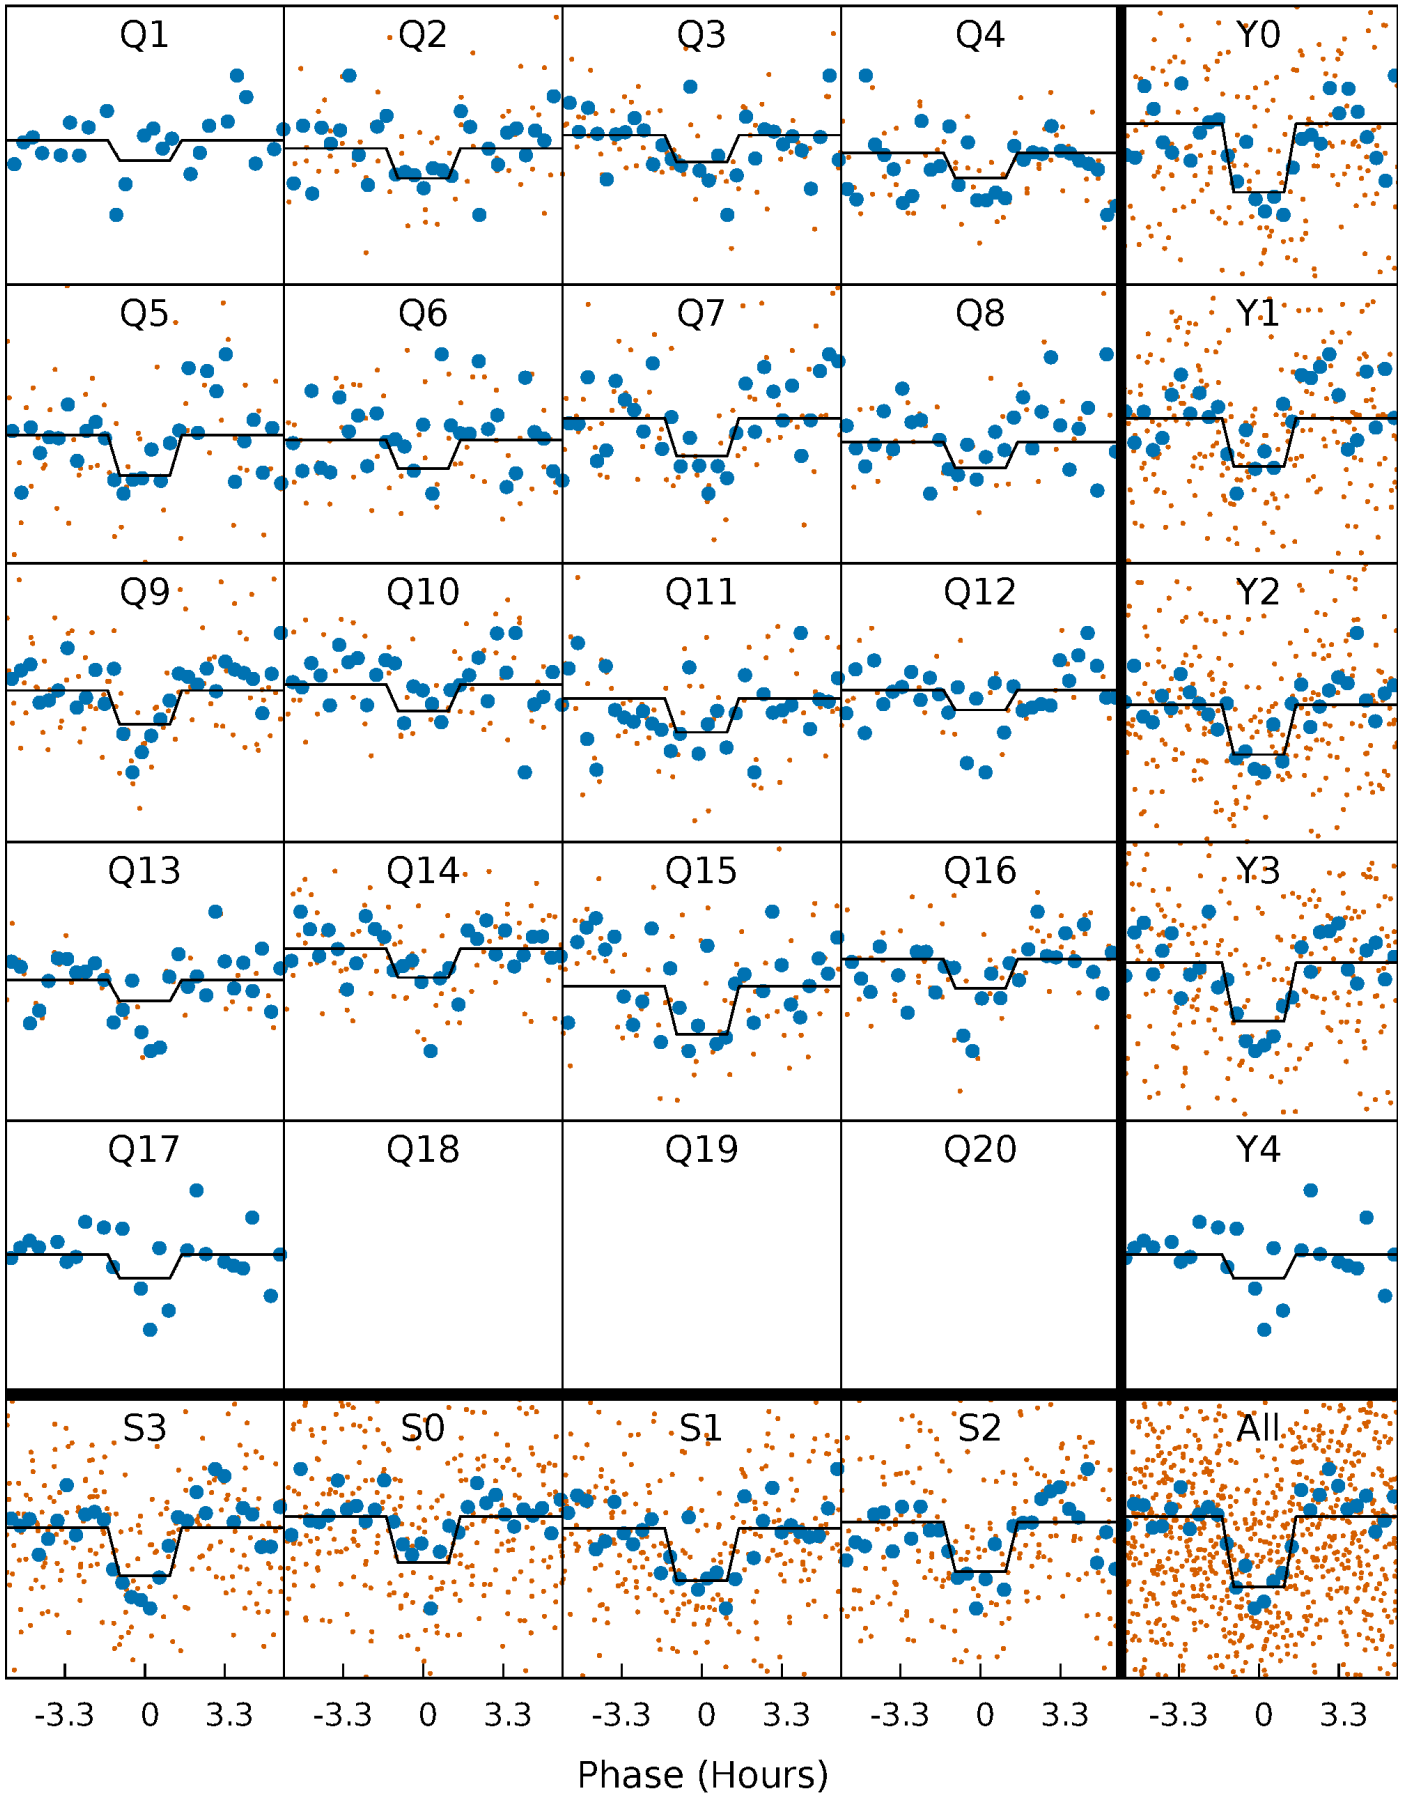 Q1 Q2 Q3 Q4 Y0
Q5 Q6 Q7 Q8 Y1
Q9 Q10 Q11 Q12 Y2
Q13 Q14 Q15 Q16 Y3
Q17 Q18 Q19 Q20 Y4
S3 S0 S1 S2 All
-3.3 0 3.3 -3.3 0 3.3 -3.3 0 3.3 -3.3 0 3.3 -3.3 0 3.3
Phase (Hours)